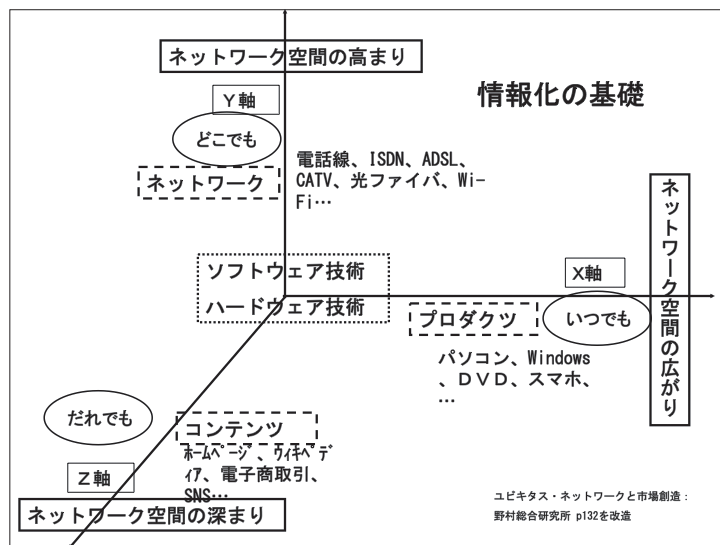 ネットワーク空間の高まり
情報化の基礎
Y軸
どこでも
電話線、ISDN、ADSL、
CATV、光ファイバ、Wi-
Fi…
ネットワーク
ネットワーク空間の広がり
ソフトウェア技術
ハードウェア技術
X軸
プロダクツ
いつでも
パソコン、Windows
、ＤＶＤ、スマホ、
…
だれでも
コンテンツ
ﾎｰﾑﾍﾟｰｼﾞ、ｳｨｷﾍﾟﾃﾞ
ｨｱ、電子商取引、
SNS…
Z軸
ネットワーク空間の深まり
ユビキタス・ネットワークと市場創造：
野村総合研究所 p132を改造